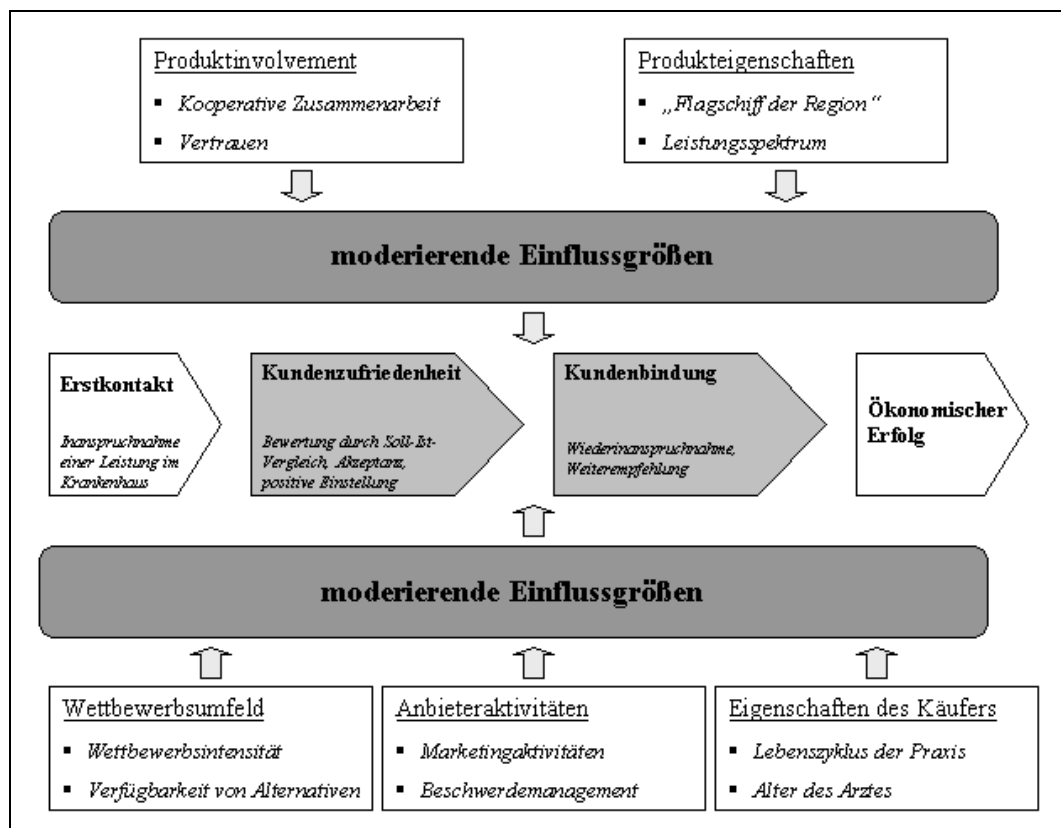 Produktinvolvement
▪ Kooperative Zusammenarbeit
▪ Vertrauen
Produkteigenschaften
▪ „Flagschiff der Region“
▪ Leistungsspektrum
moderierende Einflussgrößen
Erstkontakt
Inanspruchnahme
einer Leistung im
Krankenhaus
Kundenzufriedenheit
Bewertung durch Soll-Ist-
Vergleich, Akzeptanz,
positive Einstellung
Kundenbindung
Wiederinanspruchnahme,
Weiterempfehlung
Ökonomischer
Erfolg
moderierende Einflussgrößen
Wettbewerbsumfeld
▪ Wettbewerbsintensität
▪ Verfügbarkeit von Alternativen
Anbieteraktivitäten
▪ Marketingaktivitäten
▪ Beschwerdemanagement
Eigenschaften des Käufers
▪ Lebenszyklus der Praxis
▪ Alter des Arztes